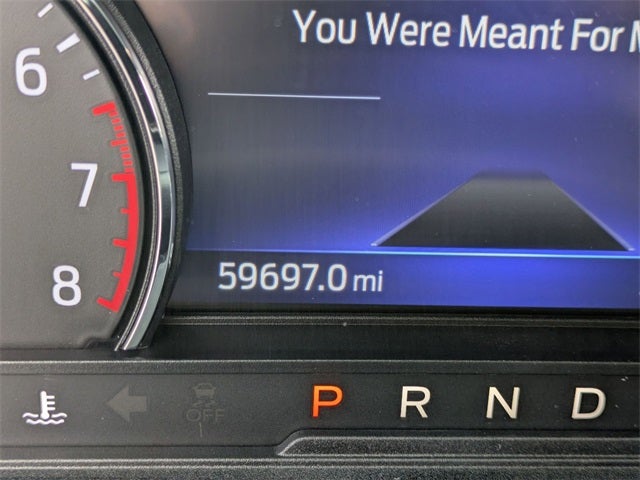 You Were Meant For
6
7
8
59697.0 mi
OFF
P R N D